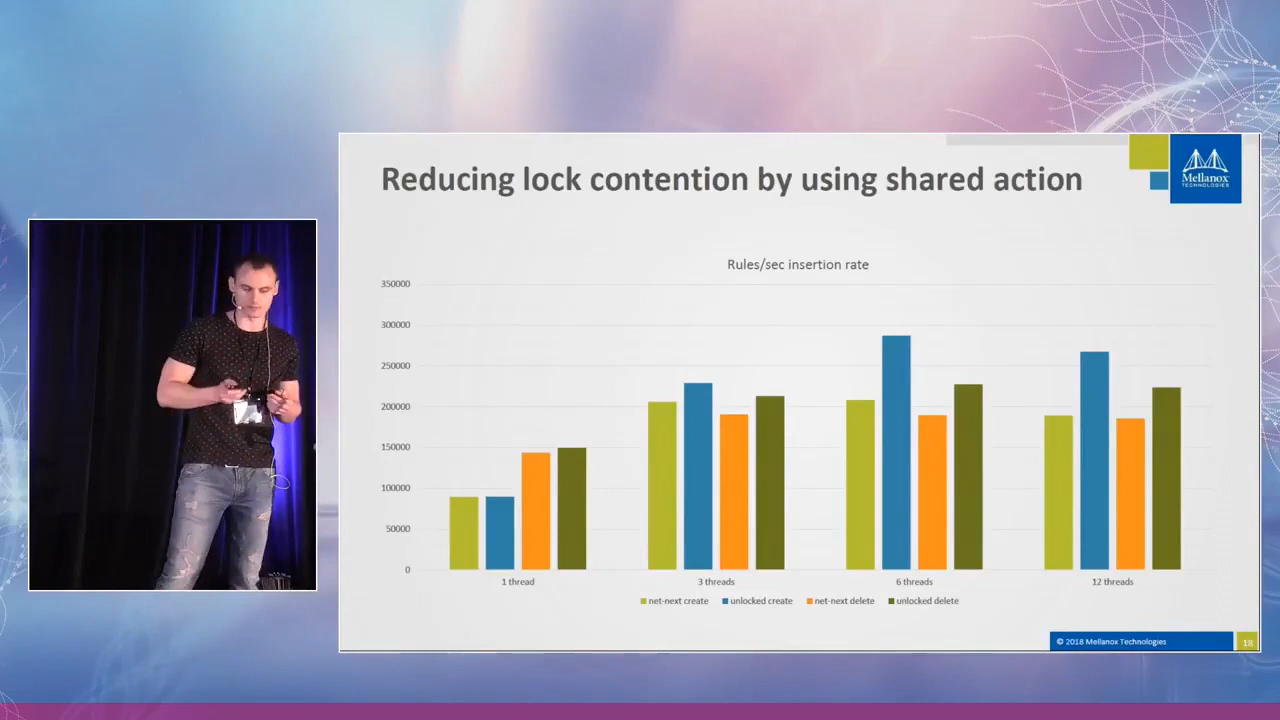 Reducing lock contention by using shared action
Mellanox
TECHNOLOGIES
Rules/sec insertion rate
350000
300000
250000
200000
150000
100000
50000
0
1 thread
3 threads
6 threads
12 threads
net-next create
unlocked create
net-next delete
unlocked delete
© 2018 Mellanox Technologies
18